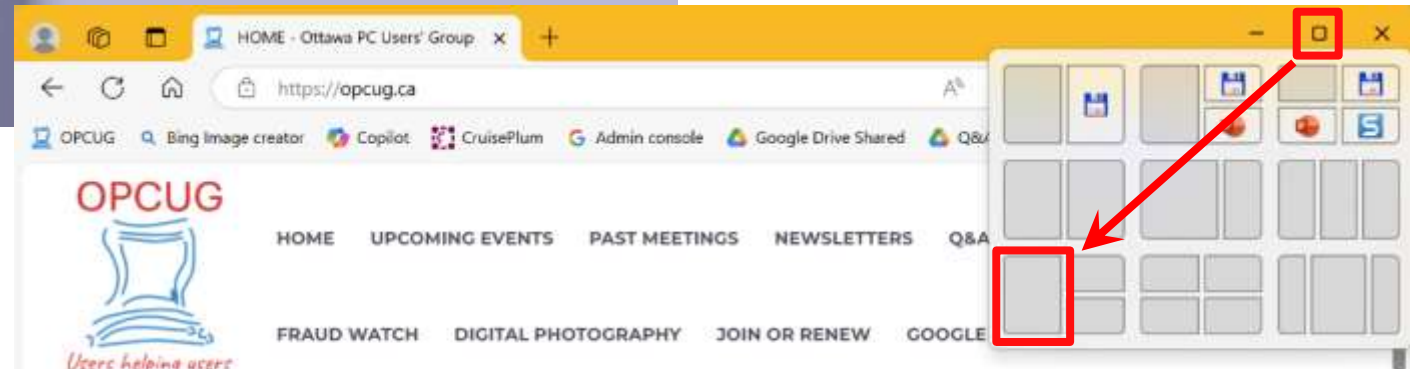 HOME - Ottawa PC Users' Group
https://opcug.ca
OPCUG Bing Image creator Copilot CruisePlum Admin console Google Drive Shared Q&A
OPCUG
HOME UPCOMING EVENTS PAST MEETINGS NEWSLETTERS Q&A
FRAUD WATCH DIGITAL PHOTOGRAPHY JOIN OR RENEW GOOGLE
Users helping users